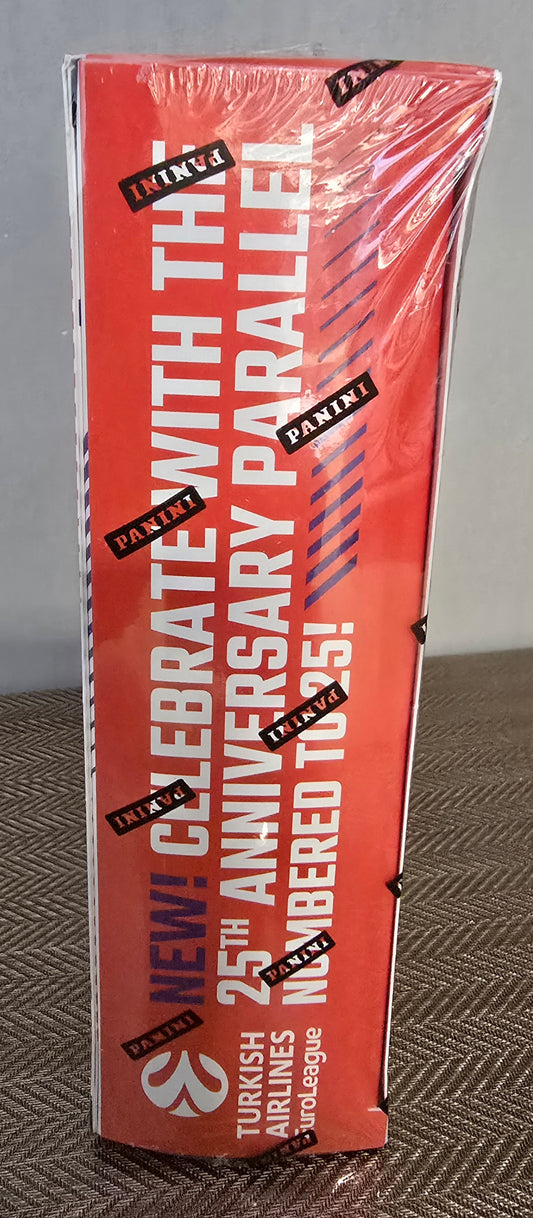 NEW! CELEBRATE WITH THE
25TH ANNIVERSARY PARALLEL
NUMBERED TO 25!
TURKISH
AIRLINES
EuroLeague
PANINI
PANINI
PANINI
PANINI
PANINI
PANINI
PANINI
PANINI
PANINI